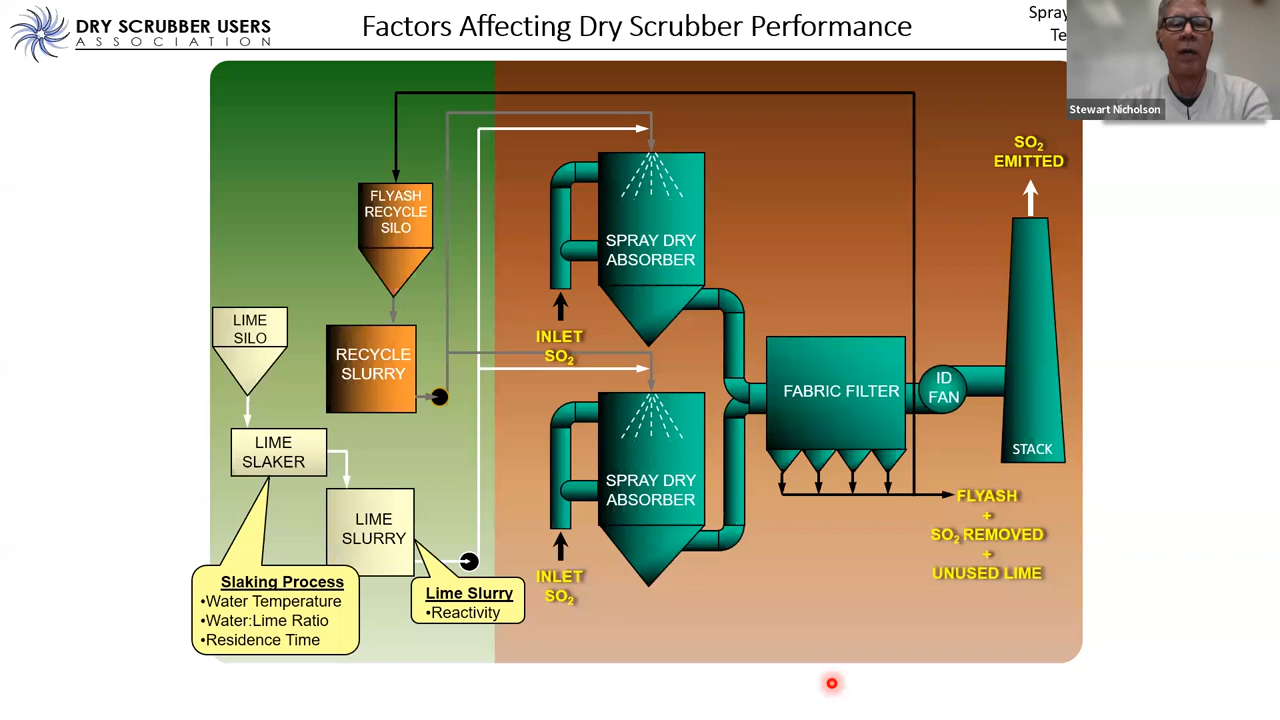 DRY SCRUBBER USERS
ASSOCIATION
Factors Affecting Dry Scrubber Performance
Spray
Te
Stewart Nicholson
SO₂
EMITTED
FLYASH
RECYCLE
SILO
SPRAY DRY
ABSORBER
INLET
SO₂
LIME
SILO
RECYCLE
SLURRY
FABRIC FILTER
ID
FAN
STACK
LIME
SLAKER
SPRAY DRY
ABSORBER
LIME
SLURRY
INLET
SO₂
FLYASH
+
SO₂ REMOVED
+
UNUSED LIME
Slaking Process
•Water Temperature
•Water:Lime Ratio
•Residence Time
Lime Slurry
•Reactivity